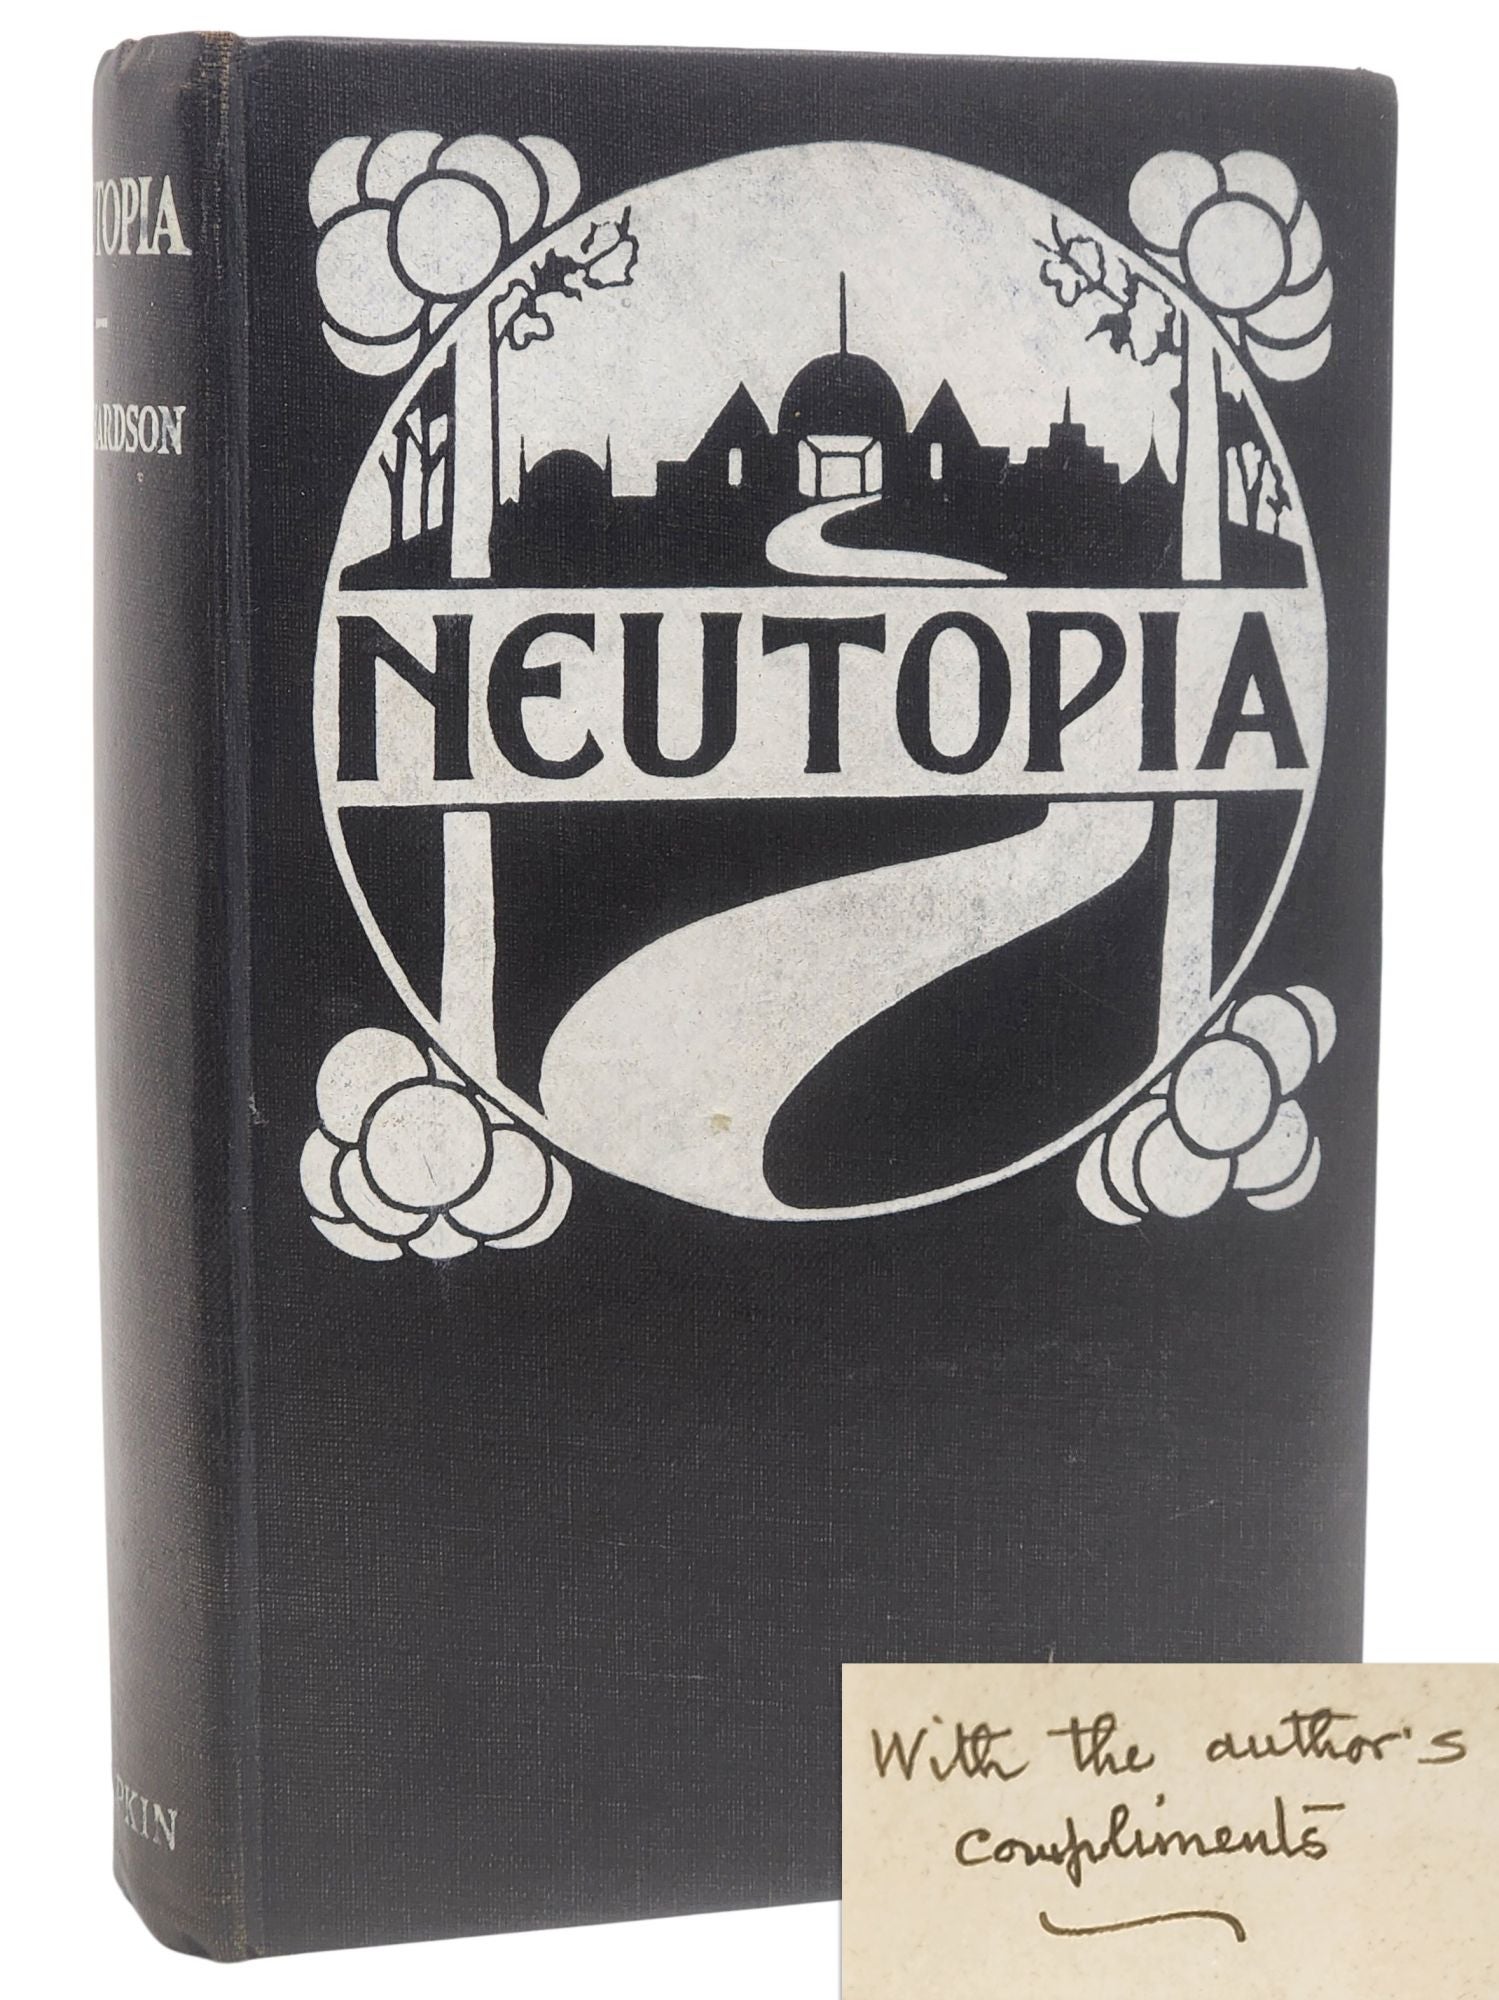 TOPIA
ARDSON
PKIN
NEUTOPIA
With the author's
compliments